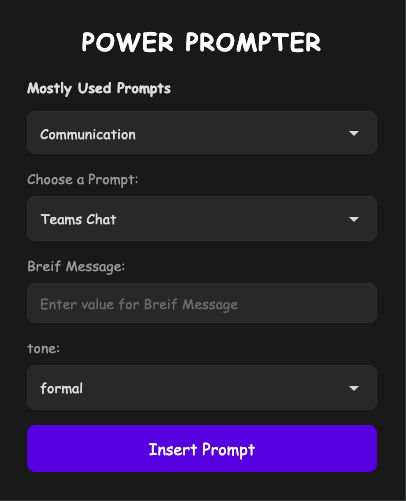 POWER PROMPTER
Mostly Used Prompts
Communication
Choose a Prompt:
Teams Chat
Breif Message:
Enter value for Breif Message
tone:
formal
Insert Prompt